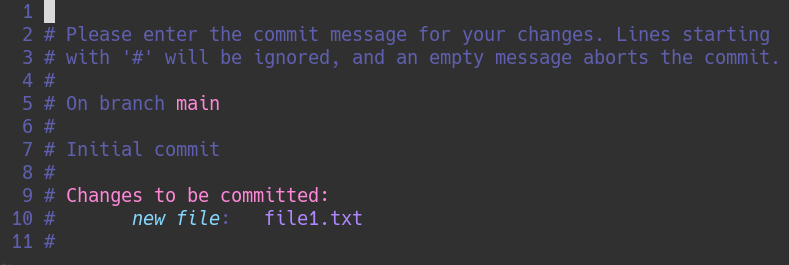 1
2 # Please enter the commit message for your changes. Lines starting
3 # with '#' will be ignored, and an empty message aborts the commit.
4 #
5 # On branch main
6 #
7 # Initial commit
8 #
9 # Changes to be committed:
10 #       new file:   file1.txt
11 #